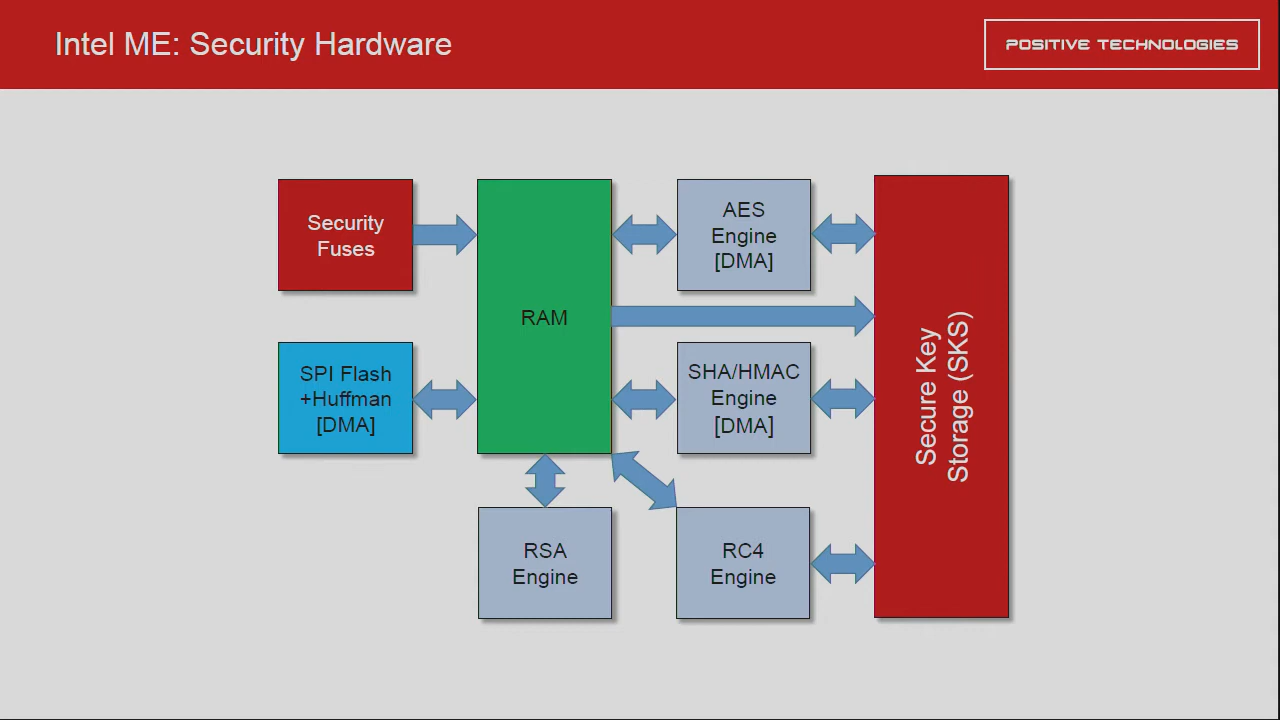 Intel ME: Security Hardware
POSITIVE TECHNOLOGIES
Security
Fuses
RAM
AES
Engine
[DMA]
SPI Flash
+Huffman
[DMA]
SHA/HMAC
Engine
[DMA]
Secure Key
Storage (SKS)
RSA
Engine
RC4
Engine